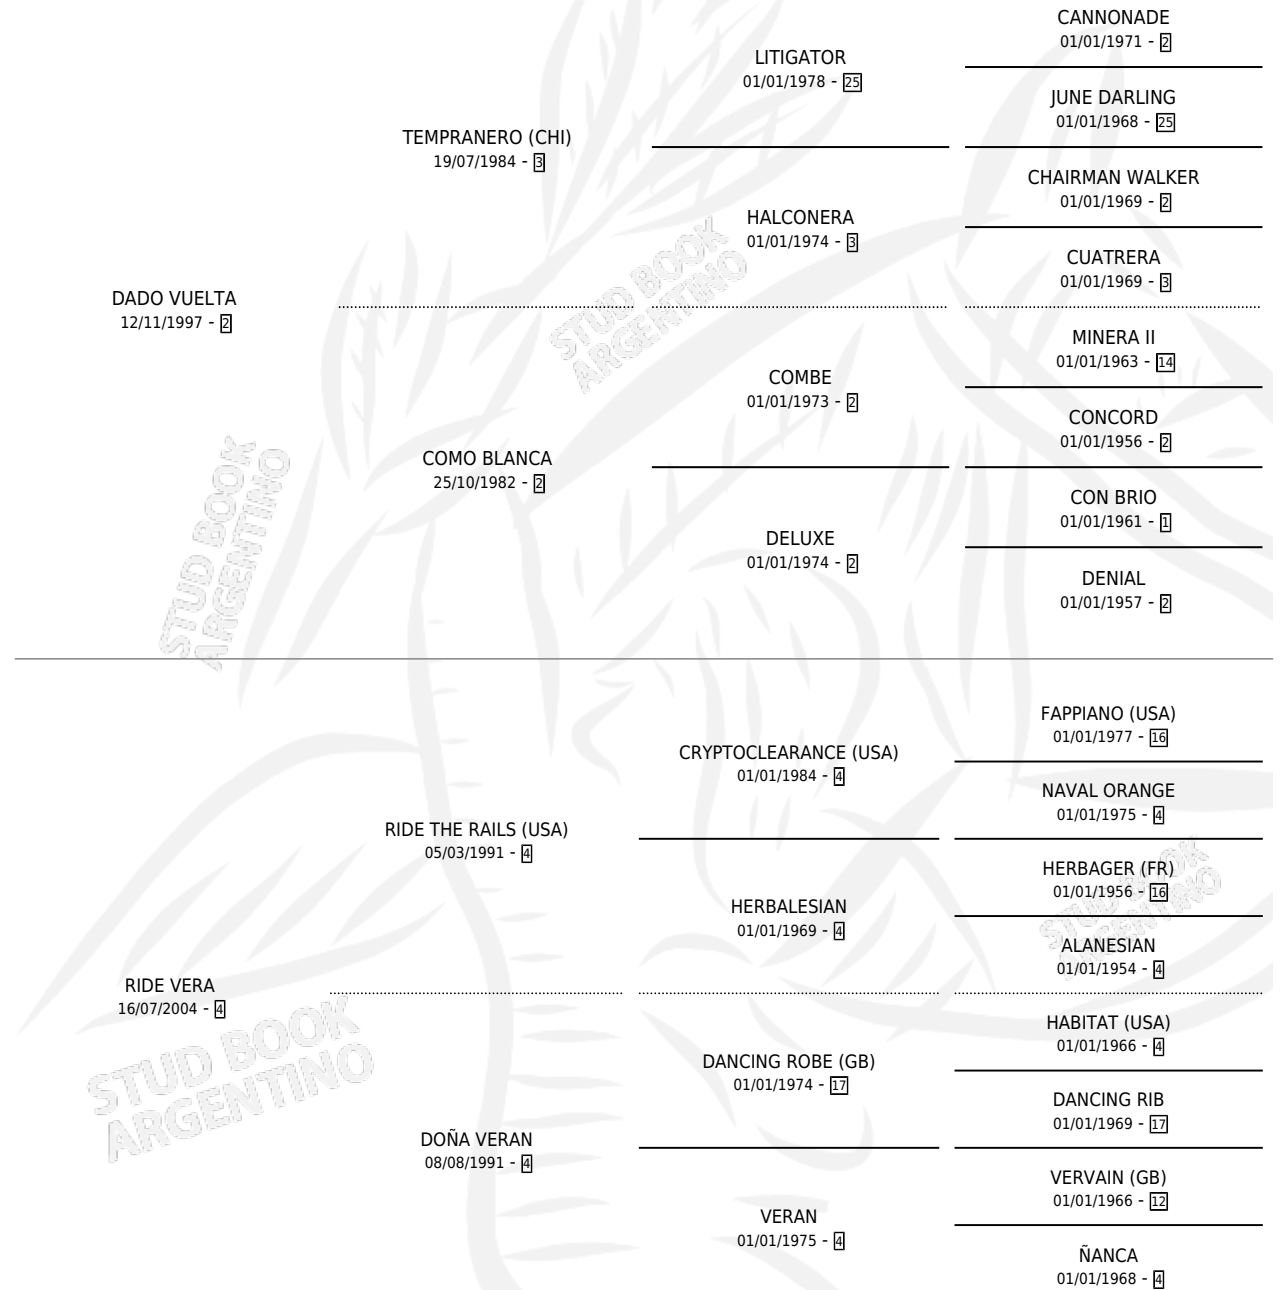 CANNONADE
01/01/1971 - 2
LITIGATOR
01/01/1978 - 25
JUNE DARLING
01/01/1968 - 25
TEMPRANERO (CHI)
19/07/1984 - 3
CHAIRMAN WALKER
01/01/1969 - 2
HALCONERA
01/01/1974 - 3
CUATRERA
01/01/1969 - 3
DADO VUELTA
12/11/1997 - 2
MINERA II
01/01/1963 - 14
COMBE
01/01/1973 - 2
CONCORD
01/01/1956 - 2
COMO BLANCA
25/10/1982 - 2
CON BRIO
01/01/1961 - 1
DELUXE
01/01/1974 - 2
DENIAL
01/01/1957 - 2
FAPPIANO (USA)
01/01/1977 - 16
CRYPTOCLEARANCE (USA)
01/01/1984 - 4
NAVAL ORANGE
01/01/1975 - 4
RIDE THE RAILS (USA)
05/03/1991 - 4
HERBAGER (FR)
01/01/1956 - 16
HERBALESIAN
01/01/1969 - 4
ALANESIAN
01/01/1954 - 4
RIDE VERA
16/07/2004 - 4
HABITAT (USA)
01/01/1966 - 4
DANCING ROBE (GB)
01/01/1974 - 17
DANCING RIB
01/01/1969 - 17
DOÑA VERAN
08/08/1991 - 4
VERVAIN (GB)
01/01/1966 - 12
VERAN
01/01/1975 - 4
ÑANCA
01/01/1968 - 4
STUD BOOK
ARGENTINO
STUD BOOK
ARGENTINO
STUD BOOK
ARGENTINO
STUD BOOK
ARGENTINO